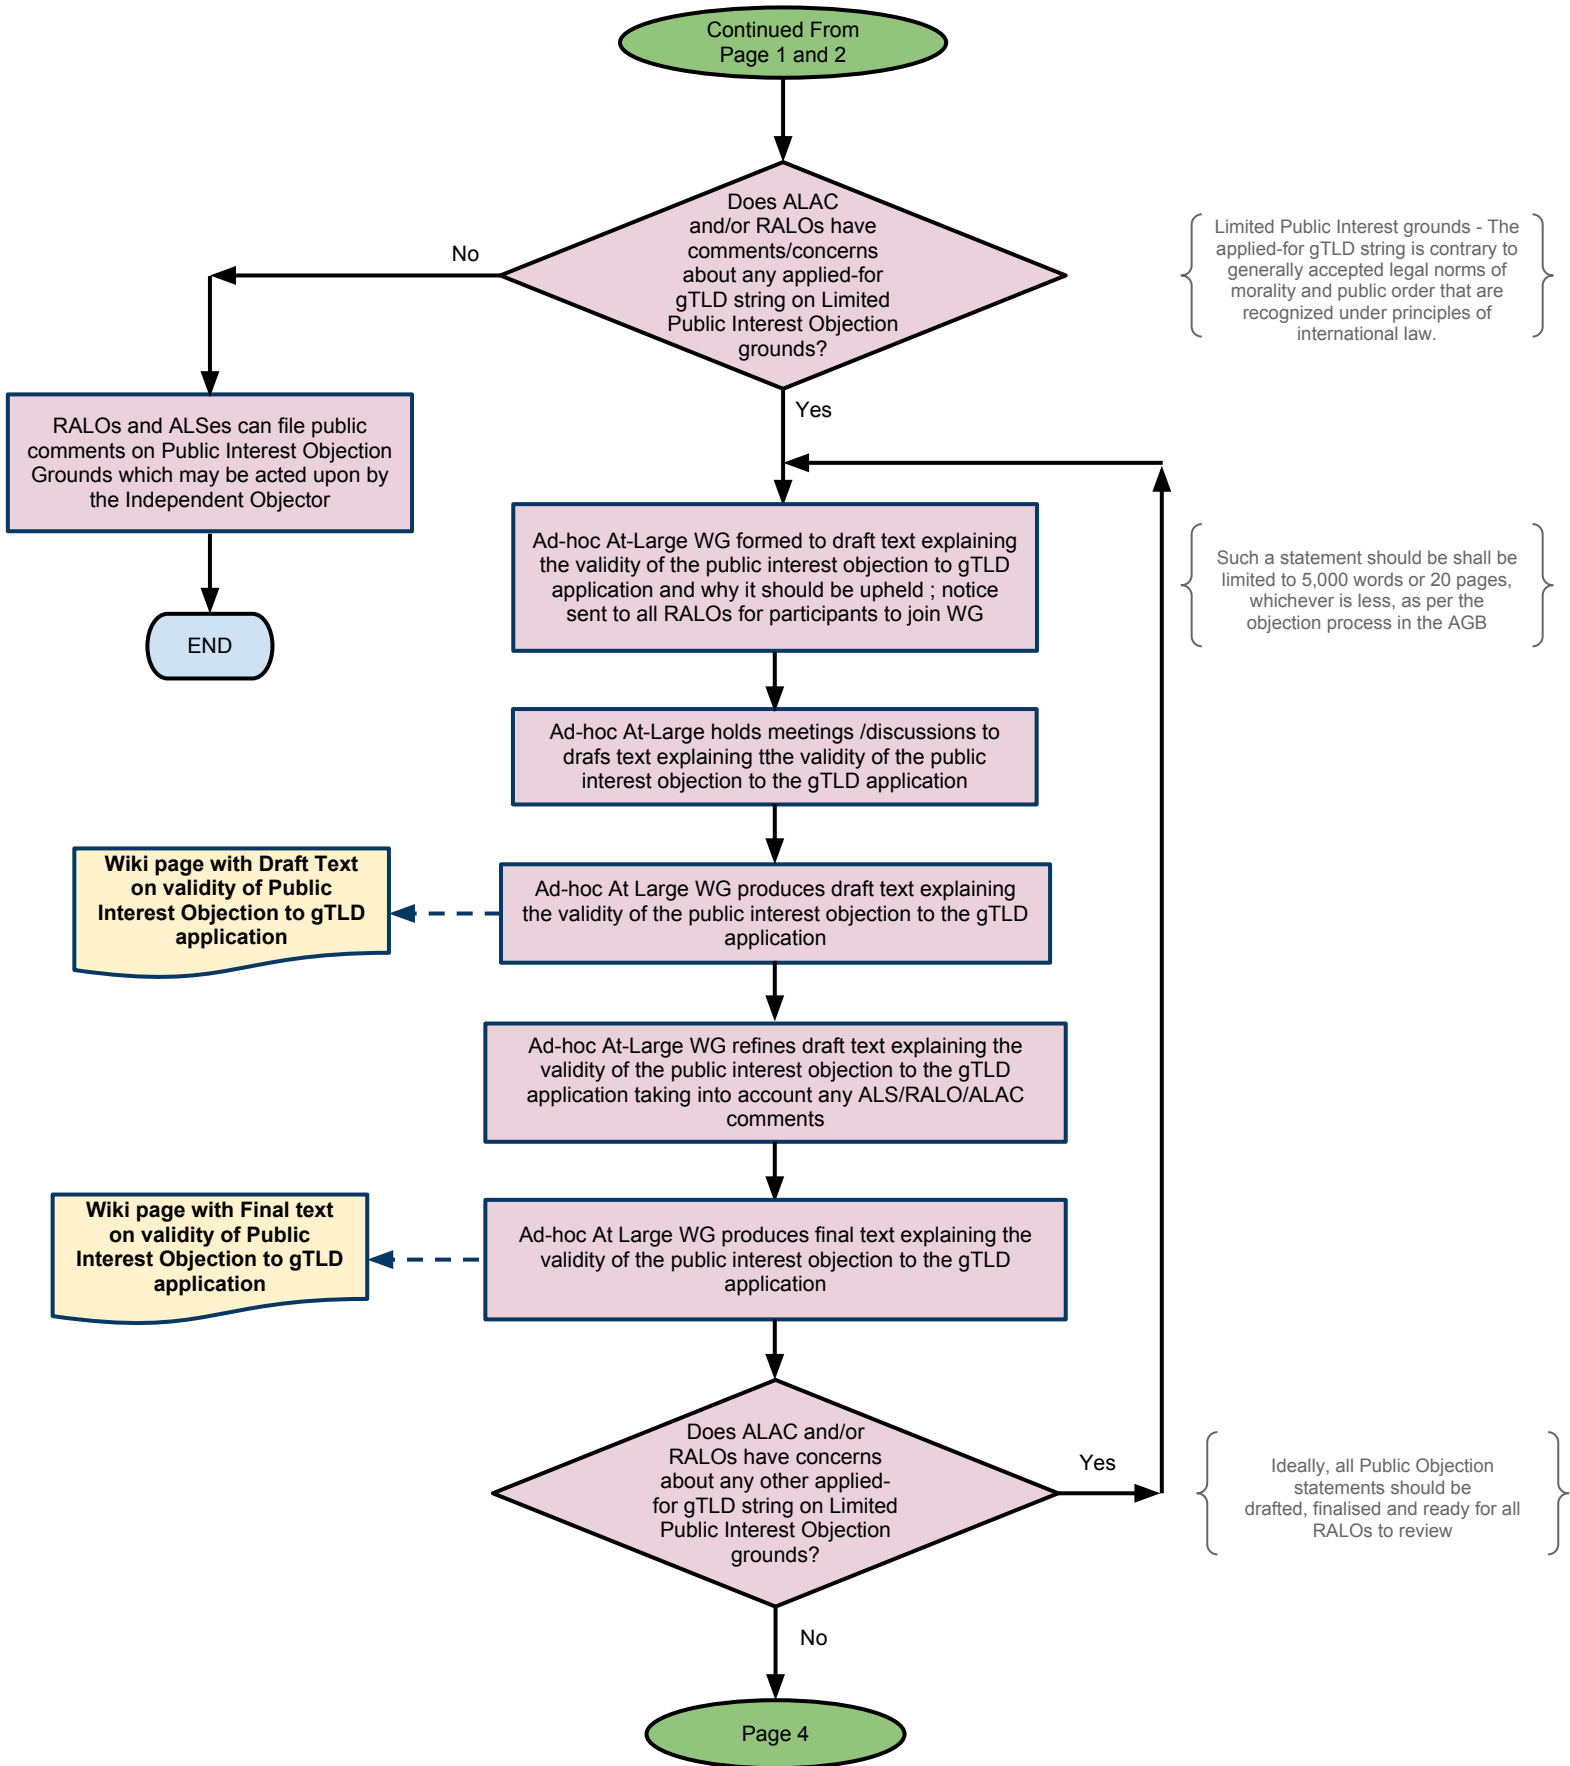 Continued From
Page 1 and 2
Does ALAC
and/or RALOs have
comments/concerns
about any applied-for
gTLD string on Limited
Public Interest Objection
grounds?
No
Limited Public Interest grounds - The
applied-for gTLD string is contrary to
generally accepted legal norms of
morality and public order that are
recognized under principles of
international law.
RALOs and ALSes can file public
comments on Public Interest Objection
Grounds which may be acted upon by
the Independent Objector
Yes
END
Ad-hoc At-Large WG formed to draft text explaining
the validity of the public interest objection to gTLD
application and why it should be upheld ; notice
sent to all RALOs for participants to join WG
Such a statement should be shall be
limited to 5,000 words or 20 pages,
whichever is less, as per the
objection process in the AGB
Ad-hoc At-Large holds meetings /discussions to
drafs text explaining tthe validity of the public
interest objection to the gTLD application
Wiki page with Draft Text
on validity of Public
Interest Objection to gTLD
application
Ad-hoc At Large WG produces draft text explaining
the validity of the public interest objection to the gTLD
application
Ad-hoc At-Large WG refines draft text explaining the
validity of the public interest objection to the gTLD
application taking into account any ALS/RALO/ALAC
comments
Wiki page with Final text
on validity of Public
Interest Objection to gTLD
application
Ad-hoc At Large WG produces final text explaining the
validity of the public interest objection to the gTLD
application
Does ALAC and/or
RALOs have concerns
about any other applied-
for gTLD string on Limited
Public Interest Objection
grounds?
Yes
Ideally, all Public Objection
statements should be
drafted, finalised and ready for all
RALOs to review
No
Page 4